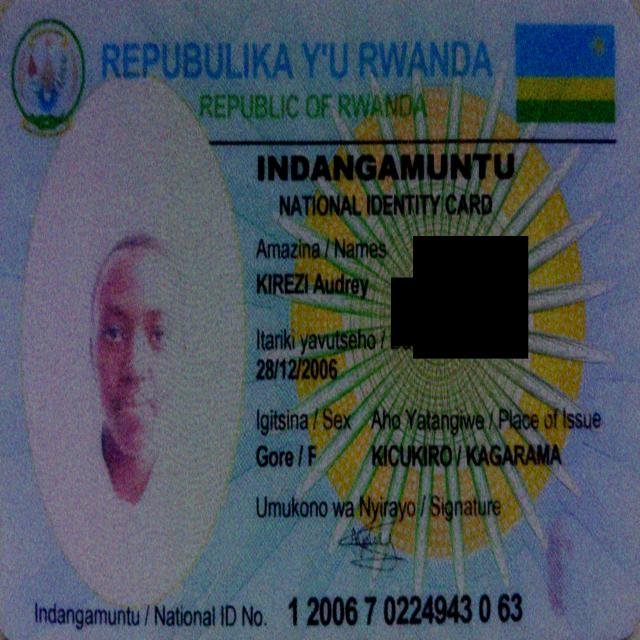 REPUBULIKA Y'U RWANDA
REPUBLIC OF RWANDA
INDANGAMUNTU
NATIONAL IDENTITY CARD
Amazina / Names
KIREZI Audrey
Itariki yavutseho /
28/12/2006
Igitsina / Sex Aho Yatangiwe / Place of Issue
Gore / F KICUKIRO / KAGARAMA
Umukono wa Nyirayo / Signature
Indangamuntu / National ID No. 1 2006 7 0224943 0 63